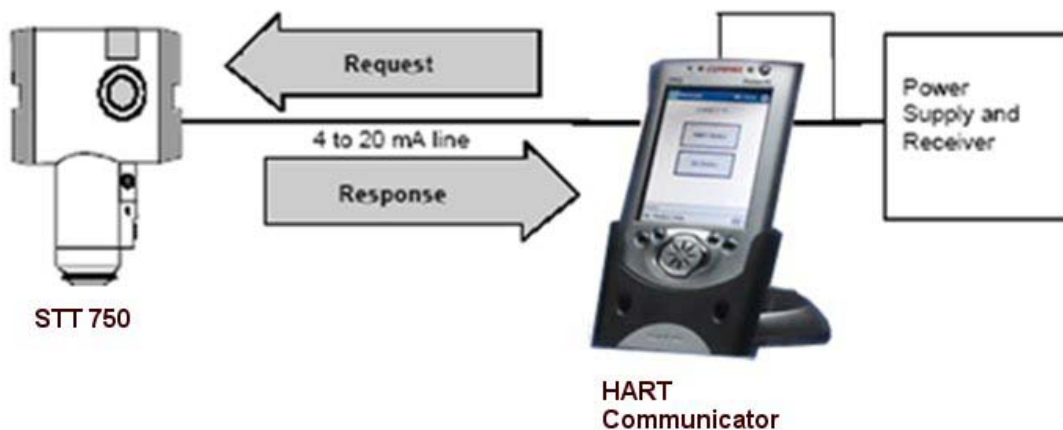 Request
4 to 20 mA line
Response
Power
Supply and
Receiver
STT 750
HART
Communicator